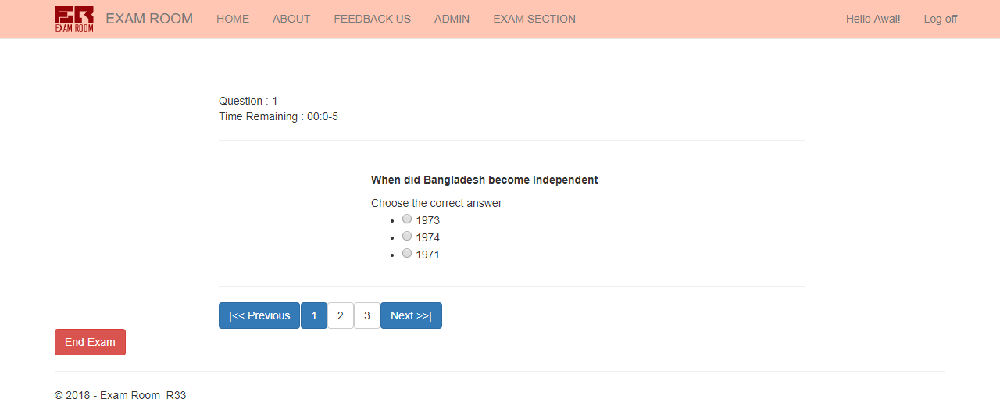 EXAM ROOM
EXAM ROOM HOME ABOUT FEEDBACK US ADMIN EXAM SECTION Hello Awal! Log off
Question : 1
Time Remaining : 00:0-5
When did Bangladesh become Independent
Choose the correct answer
1973
1974
1971
|<< Previous 1 2 3 Next >>|
End Exam
© 2018 - Exam Room_R33